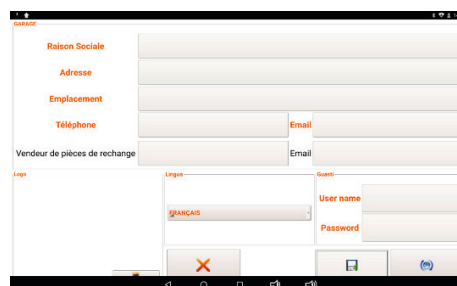 GARAGE
Raison Sociale
Adresse
Emplacement
Téléphone
Email
Vendeur de pièces de rechange
Email
Logo
Lingua
Guanti
FRANÇAIS
User name
Password